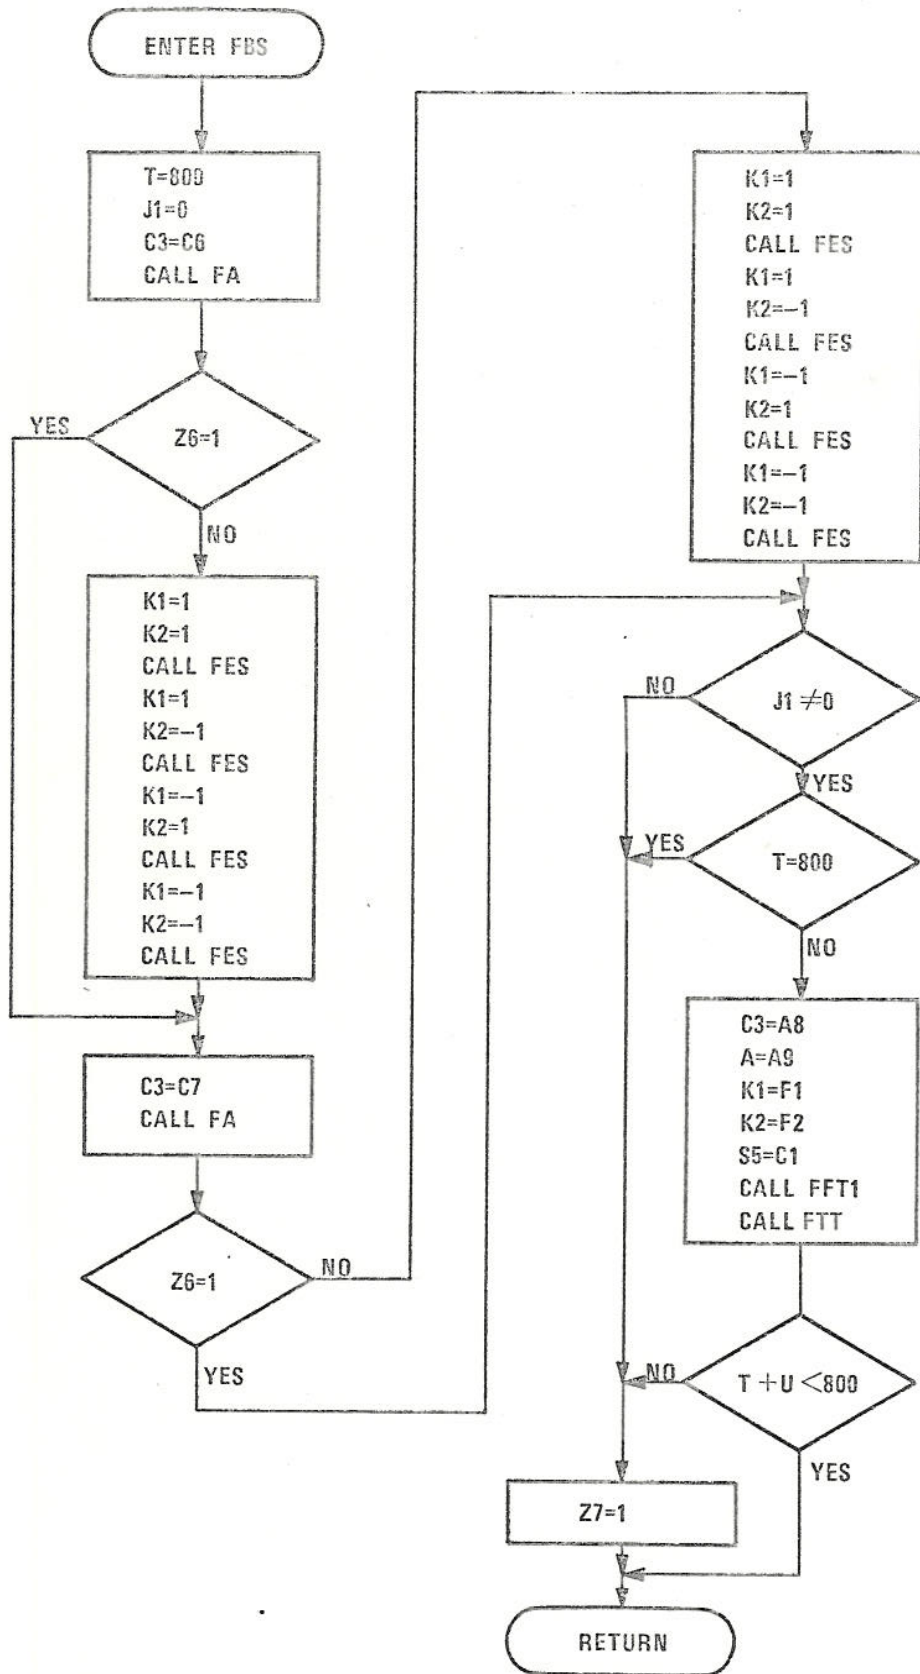 ENTER FBS
T=800
J1=0
C3=C6
CALL FA
YES
Z6=1
NO
K1=1
K2=1
CALL FES
K1=1
K2=−1
CALL FES
K1=−1
K2=1
CALL FES
K1=−1
K2=−1
CALL FES
C3=C7
CALL FA
Z6=1
NO
YES
K1=1
K2=1
CALL FES
K1=1
K2=−1
CALL FES
K1=−1
K2=1
CALL FES
K1=−1
K2=−1
CALL FES
NO
J1≠0
YES
YES
T=800
NO
C3=A8
A=A9
K1=F1
K2=F2
S5=C1
CALL FFT1
CALL FTT
NO
T+U<800
YES
Z7=1
RETURN